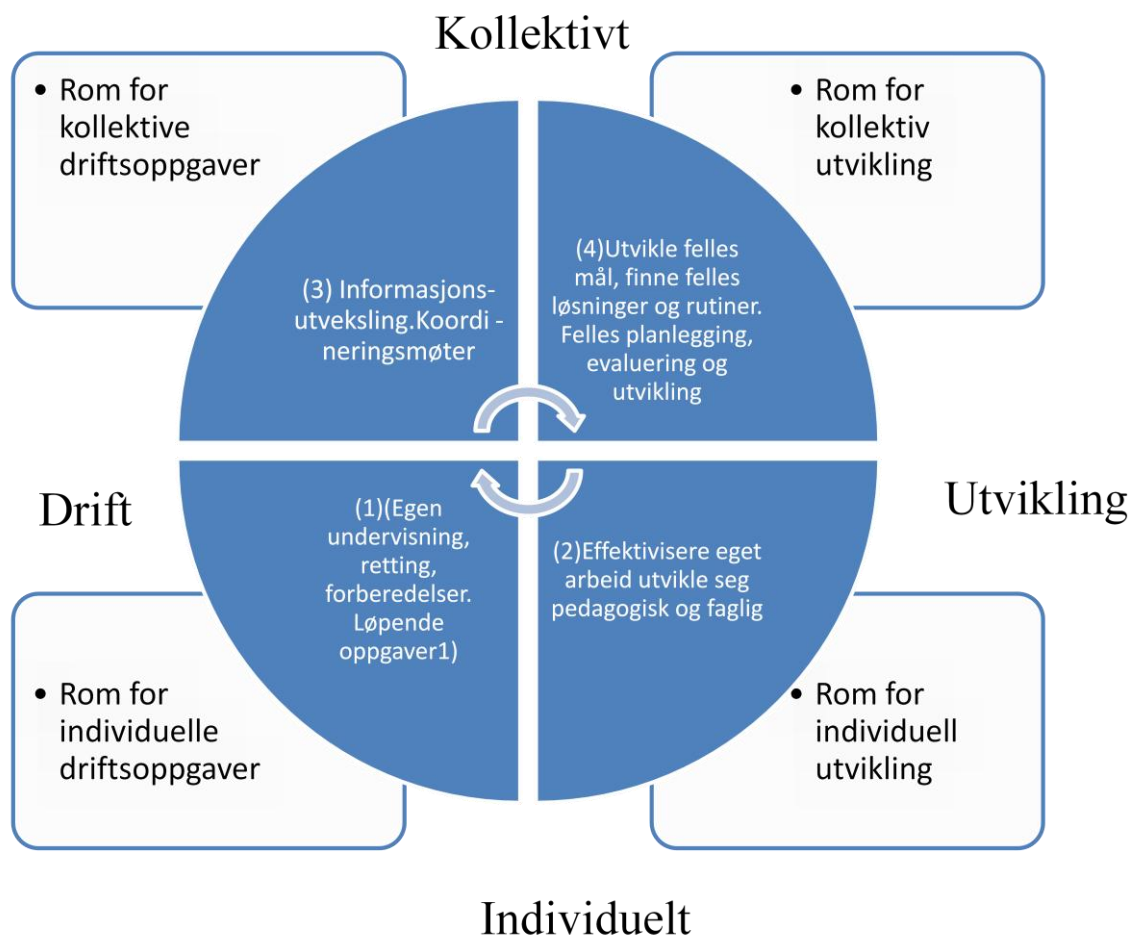 Kollektivt
• Rom for
kollektive
driftsoppgaver
• Rom for
kollektiv
utvikling
(3) Informasjons-
utveksling.Koordi -
neringsmøter
(4)Utvikle felles
mål, finne felles
løsninger og rutiner.
Felles planlegging,
evaluering og
utvikling
Drift
Utvikling
(1)(Egen
undervisning,
retting,
forberedelser.
Løpende
oppgaver1)
(2)Effektivisere eget
arbeid utvikle seg
pedagogisk og faglig
• Rom for
individuelle
driftsoppgaver
• Rom for
individuell
utvikling
Individuelt